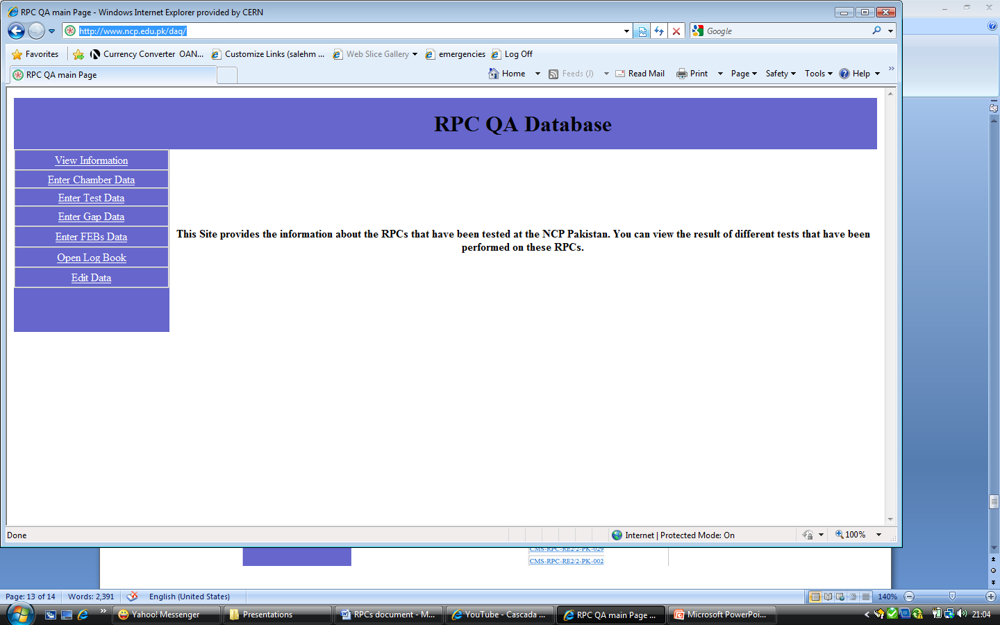 RPC QA main Page - Windows Internet Explorer provided by CERN
http://www.ncp.edu.pk/daq/
Google
Favorites
Currency Converter OAN...
Customize Links (salehm ...
Web Slice Gallery
emergencies
Log Off
RPC QA main Page
Home
Feeds (J)
Read Mail
Print
Page
Safety
Tools
Help
»
RPC QA Database
View Information
Enter Chamber Data
Enter Test Data
Enter Gap Data
Enter FEBs Data
Open Log Book
Edit Data
This Site provides the information about the RPCs that have been tested at the NCP Pakistan. You can view the result of different tests that have been
performed on these RPCs.
Done
Internet | Protected Mode: On
100%
CMS-RPC-RE2/2-PK-029
CMS-RPC-RE2/2-PK-002
Page: 13 of 14
Words: 2,391
English (United States)
140%
»
Yahoo! Messenger
Presentations
RPCs document - M...
YouTube - Cascada ...
RPC QA main Page ...
Microsoft PowerPoi...
<
21:04